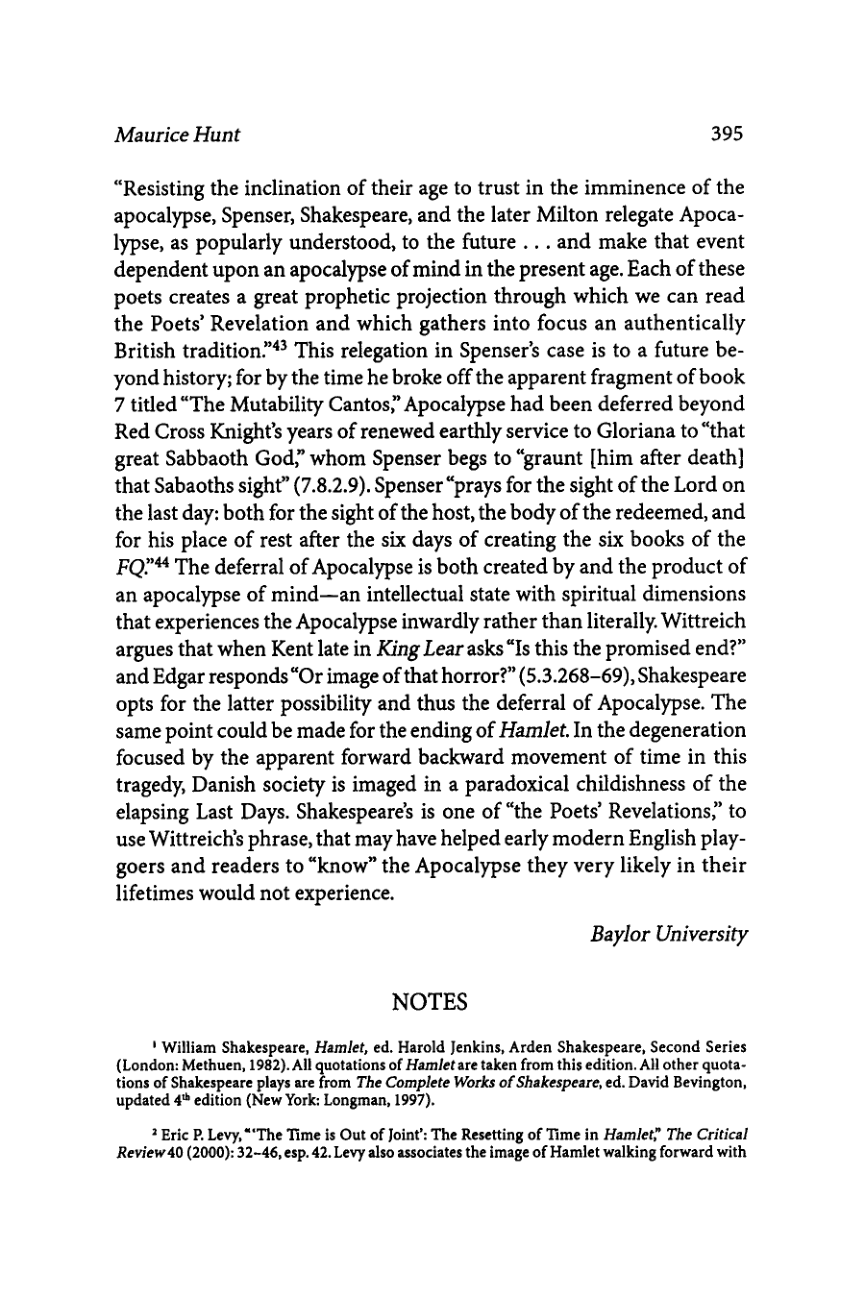 Maurice Hunt 395
“Resisting the inclination of their age to trust in the imminence of the
apocalypse, Spenser, Shakespeare, and the later Milton relegate Apoca-
lypse, as popularly understood, to the future . . . and make that event
dependent upon an apocalypse of mind in the present age. Each of these
poets creates a great prophetic projection through which we can read
the Poets’ Revelation and which gathers into focus an authentically
British tradition.”43 This relegation in Spenser’s case is to a future be-
yond history; for by the time he broke off the apparent fragment of book
7 titled “The Mutability Cantos,” Apocalypse had been deferred beyond
Red Cross Knight’s years of renewed earthly service to Gloriana to “that
great Sabbaoth God,” whom Spenser begs to “graunt [him after death]
that Sabaoths sight” (7.8.2.9). Spenser “prays for the sight of the Lord on
the last day: both for the sight of the host, the body of the redeemed, and
for his place of rest after the six days of creating the six books of the
FQ.”44 The deferral of Apocalypse is both created by and the product of
an apocalypse of mind—an intellectual state with spiritual dimensions
that experiences the Apocalypse inwardly rather than literally. Wittreich
argues that when Kent late in King Lear asks “Is this the promised end?”
and Edgar responds “Or image of that horror?” (5.3.268–69), Shakespeare
opts for the latter possibility and thus the deferral of Apocalypse. The
same point could be made for the ending of Hamlet. In the degeneration
focused by the apparent forward backward movement of time in this
tragedy, Danish society is imaged in a paradoxical childishness of the
elapsing Last Days. Shakespeare’s is one of “the Poets’ Revelations,” to
use Wittreich’s phrase, that may have helped early modern English play-
goers and readers to “know” the Apocalypse they very likely in their
lifetimes would not experience.
Baylor University
NOTES
1 William Shakespeare, Hamlet, ed. Harold Jenkins, Arden Shakespeare, Second Series
(London: Methuen, 1982). All quotations of Hamlet are taken from this edition. All other quota-
tions of Shakespeare plays are from The Complete Works of Shakespeare, ed. David Bevington,
updated 4th edition (New York: Longman, 1997).
2 Eric P. Levy, “‘The Time is Out of Joint’: The Resetting of Time in Hamlet,” The Critical
Review 40 (2000): 32–46, esp. 42. Levy also associates the image of Hamlet walking forward with